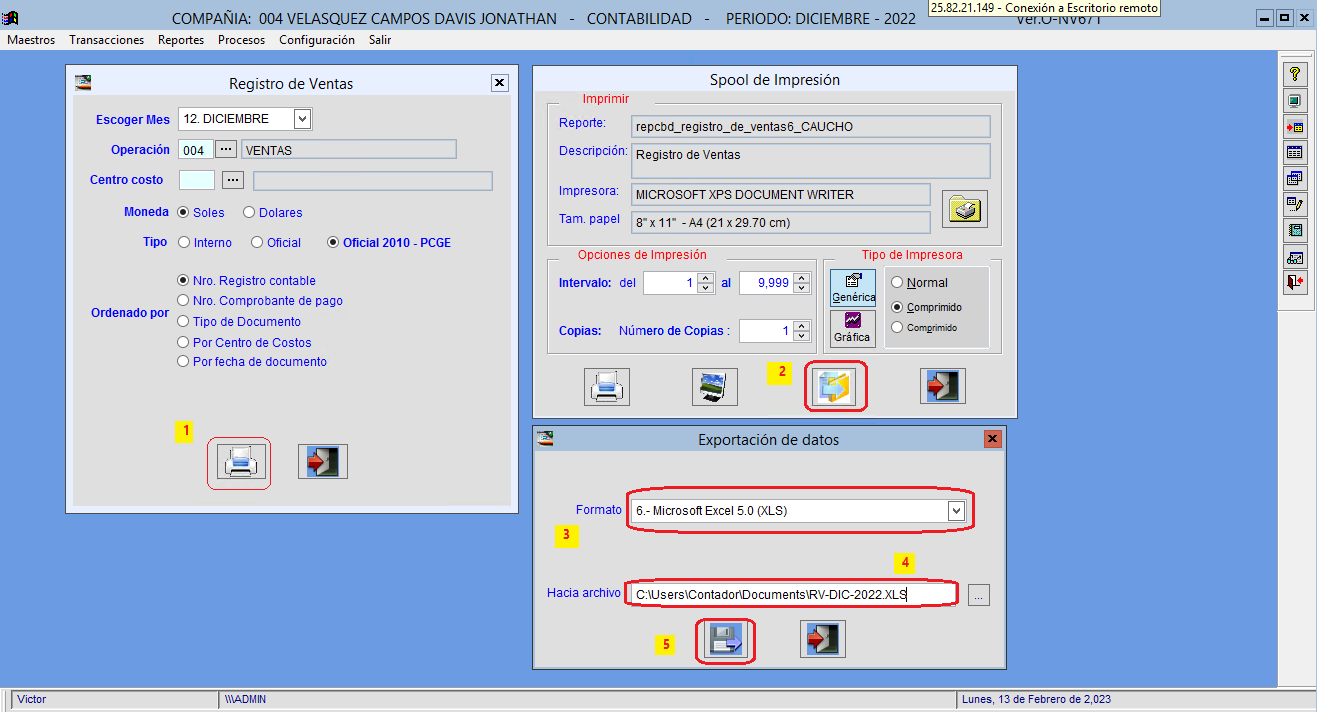 COMPAÑIA: 004 VELASQUEZ CAMPOS DAVIS JONATHAN - CONTABILIDAD - PERIODO: DICIEMBRE - 2022
Ver.O-NV671
25.82.21.149 - Conexión a Escritorio remoto
Maestros Transacciones Reportes Procesos Configuración Salir
Registro de Ventas
Escoger Mes 12. DICIEMBRE
Operación 004 ... VENTAS
Centro costo ...
Moneda Soles Dolares
Tipo Interno Oficial Oficial 2010 - PCGE
Ordenado por
Nro. Registro contable
Nro. Comprobante de pago
Tipo de Documento
Por Centro de Costos
Por fecha de documento
1
Spool de Impresión
Imprimir
Reporte: repcbd_registro_de_ventas6_CAUCHO
Descripción: Registro de Ventas
Impresora: MICROSOFT XPS DOCUMENT WRITER
Tam. papel 8" x 11" - A4 (21 x 29.70 cm)
Opciones de Impresión
Intervalo: del 1 al 9,999
Copias: Número de Copias : 1
Tipo de Impresora
Genérica
Gráfica
Normal
Comprimido
Comprimido
2
Exportación de datos
Formato 6.- Microsoft Excel 5.0 (XLS)
3
4
Hacia archivo C:\Users\Contador\Documents\RV-DIC-2022.XLS ...
5
Victor \\\ADMIN Lunes, 13 de Febrero de 2,023